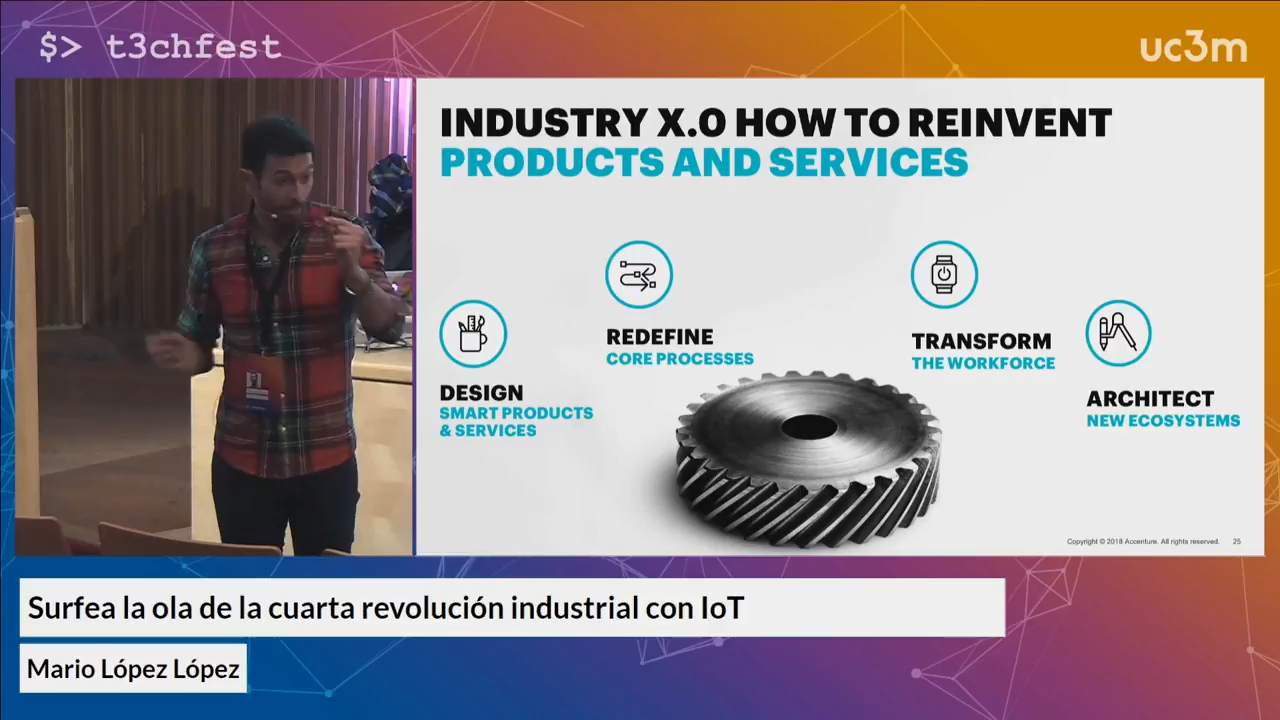 $> t3chfest
uc3m
INDUSTRY X.0 HOW TO REINVENT
PRODUCTS AND SERVICES
REDEFINE
CORE PROCESSES
TRANSFORM
THE WORKFORCE
DESIGN
SMART PRODUCTS
& SERVICES
ARCHITECT
NEW ECOSYSTEMS
Copyright © 2018 Accenture. All rights reserved. 25
Surfea la ola de la cuarta revolución industrial con IoT
Mario López López